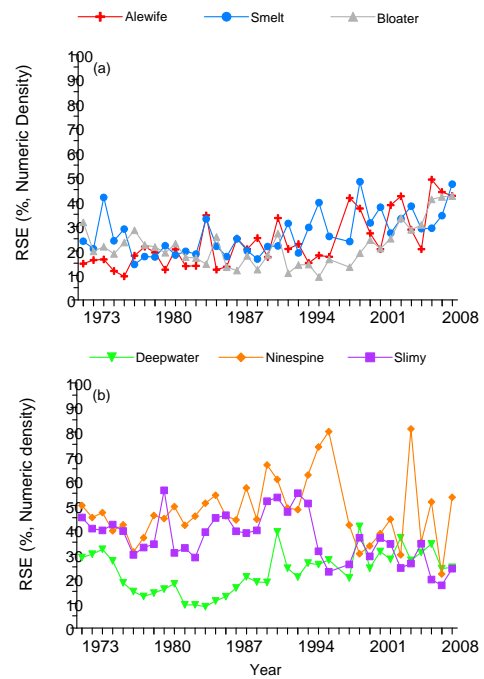 Alewife Smelt Bloater
(a)
100
90
80
70
60
50
40
30
20
10
0
RSE (%, Numeric Density)
1973 1980 1987 1994 2001 2008
Deepwater Ninespine Slimy
(b)
100
90
80
70
60
50
40
30
20
10
0
RSE (%, Numeric density)
1973 1980 1987 1994 2001 2008
Year